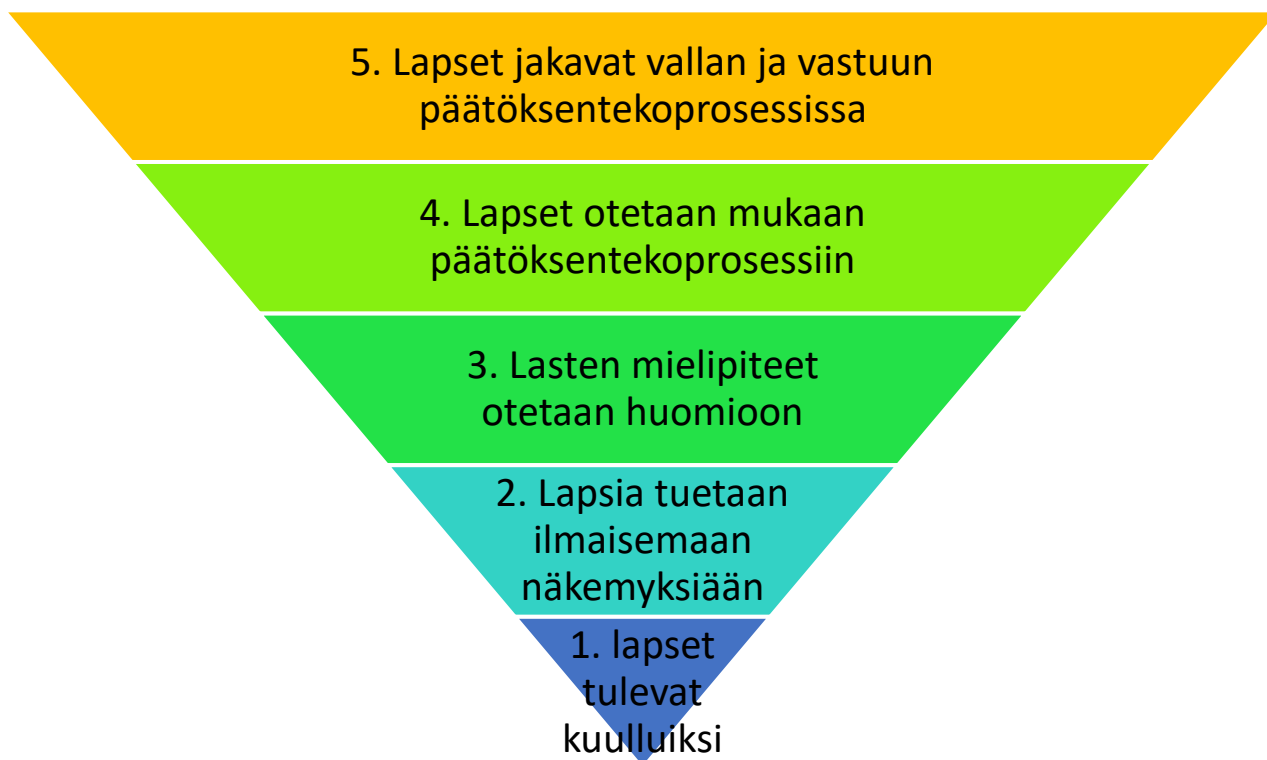 5. Lapset jakavat vallan ja vastuun
päätöksentekoprosessissa
4. Lapset otetaan mukaan
päätöksentekoprosessiin
3. Lasten mielipiteet
otetaan huomioon
2. Lapsia tuetaan
ilmaisemaan
näkemyksiään
1. lapset
tulevat
kuulluiksi